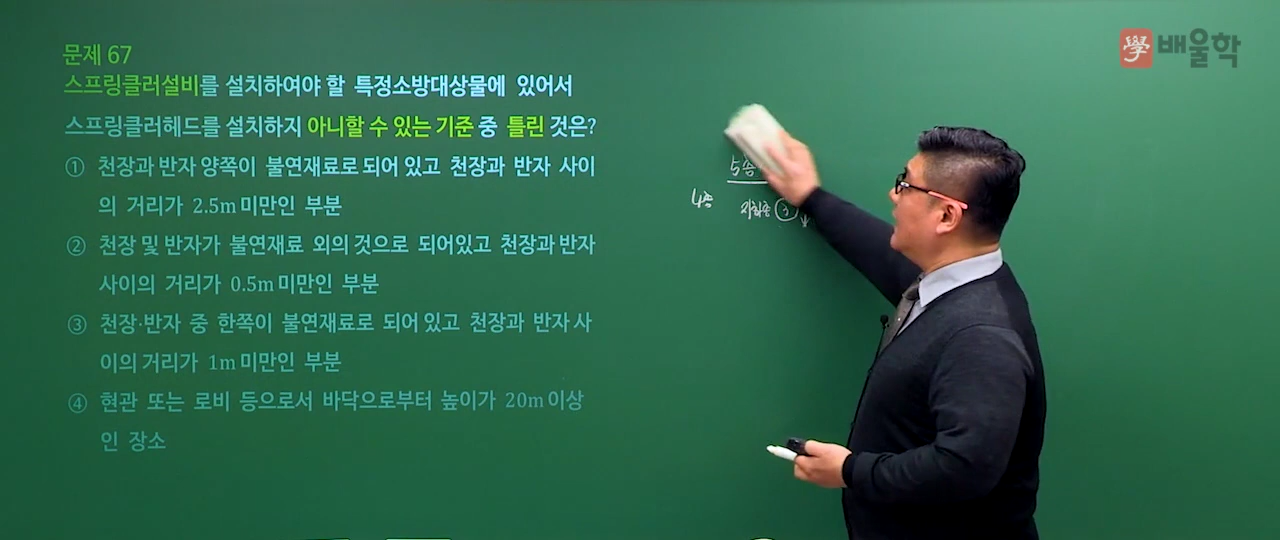 문제 67
스프링클러설비를 설치하여야 할 특정소방대상물에 있어서
스프링클러헤드를 설치하지 아니할 수 있는 기준 중 틀린 것은?
① 천장과 반자 양쪽이 불연재료로 되어 있고 천장과 반자 사이
의 거리가 2.5m 미만인 부분
② 천장 및 반자가 불연재료 외의 것으로 되어있고 천장과 반자
사이의 거리가 0.5m 미만인 부분
③ 천장·반자 중 한쪽이 불연재료로 되어 있고 천장과 반자 사
이의 거리가 1m 미만인 부분
④ 현관 또는 로비 등으로서 바닥으로부터 높이가 20m 이상
인 장소
學 배울학
5층
4층 지하층 ③